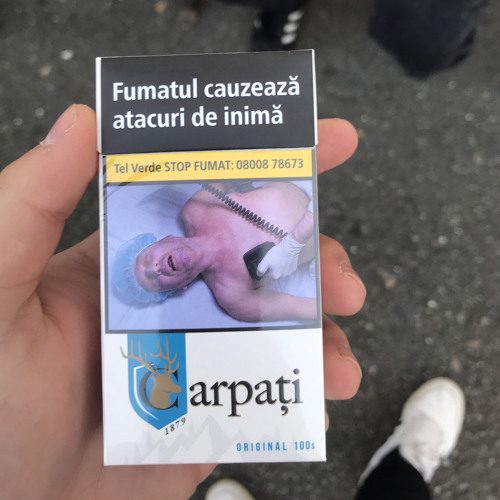 Fumatul cauzează
atacuri de inimă
Tel Verde STOP FUMAT: 08008 78673
Carpați
1879
ORIGINAL 100s